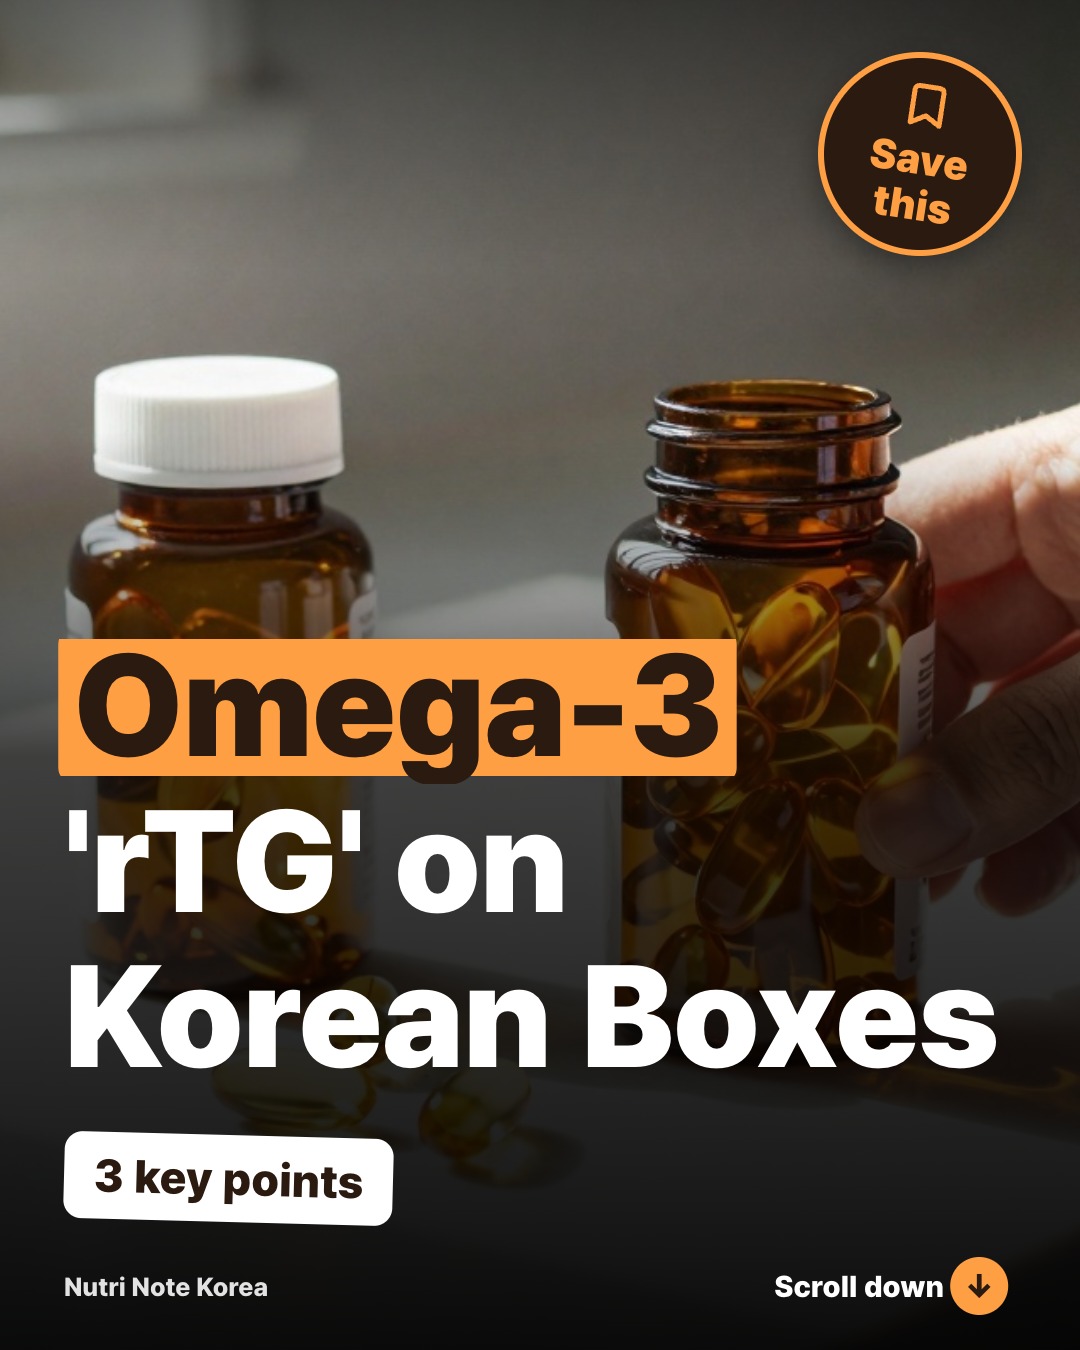 Save
this
Omega-3
'rTG' on
Korean Boxes
3 key points
Nutri Note Korea
Scroll down